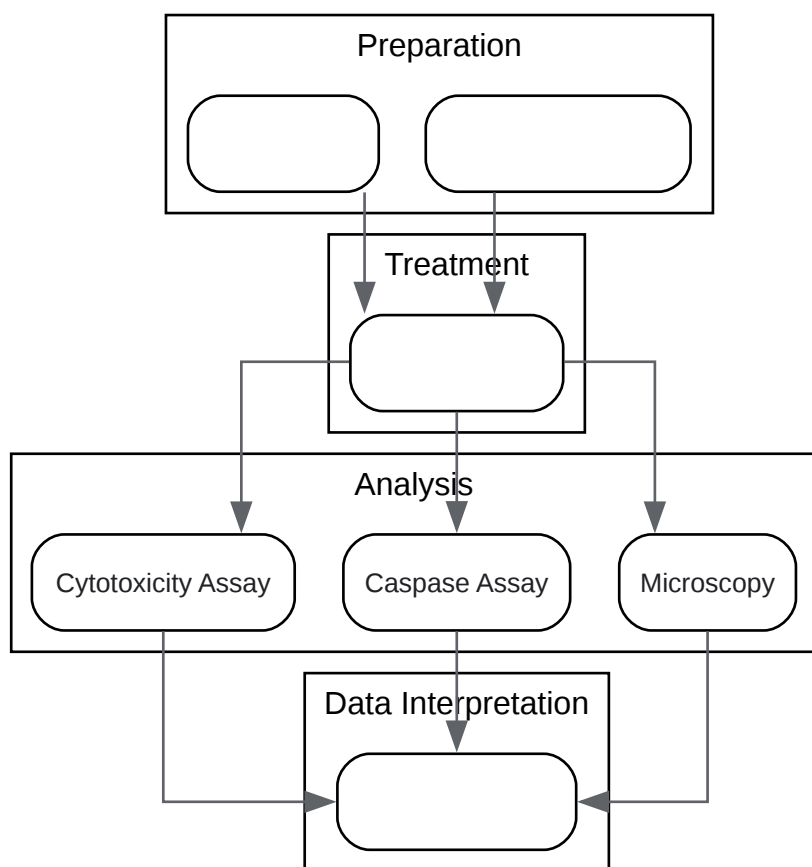 Preparation
Treatment
Analysis
Cytotoxicity Assay
Caspase Assay
Microscopy
Data Interpretation